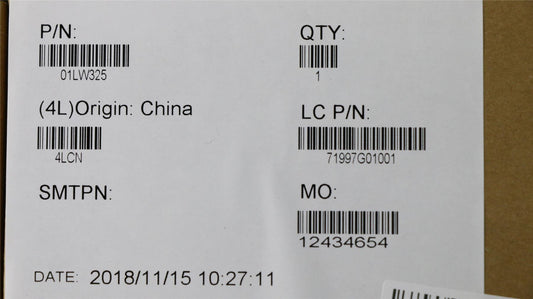 P/N:
QTY:
01LW325
1
(4L)Origin: China
LC P/N:
4LCN
71997G01001
SMTPN:
MO:
12434654
DATE: 2018/11/15 10:27:11